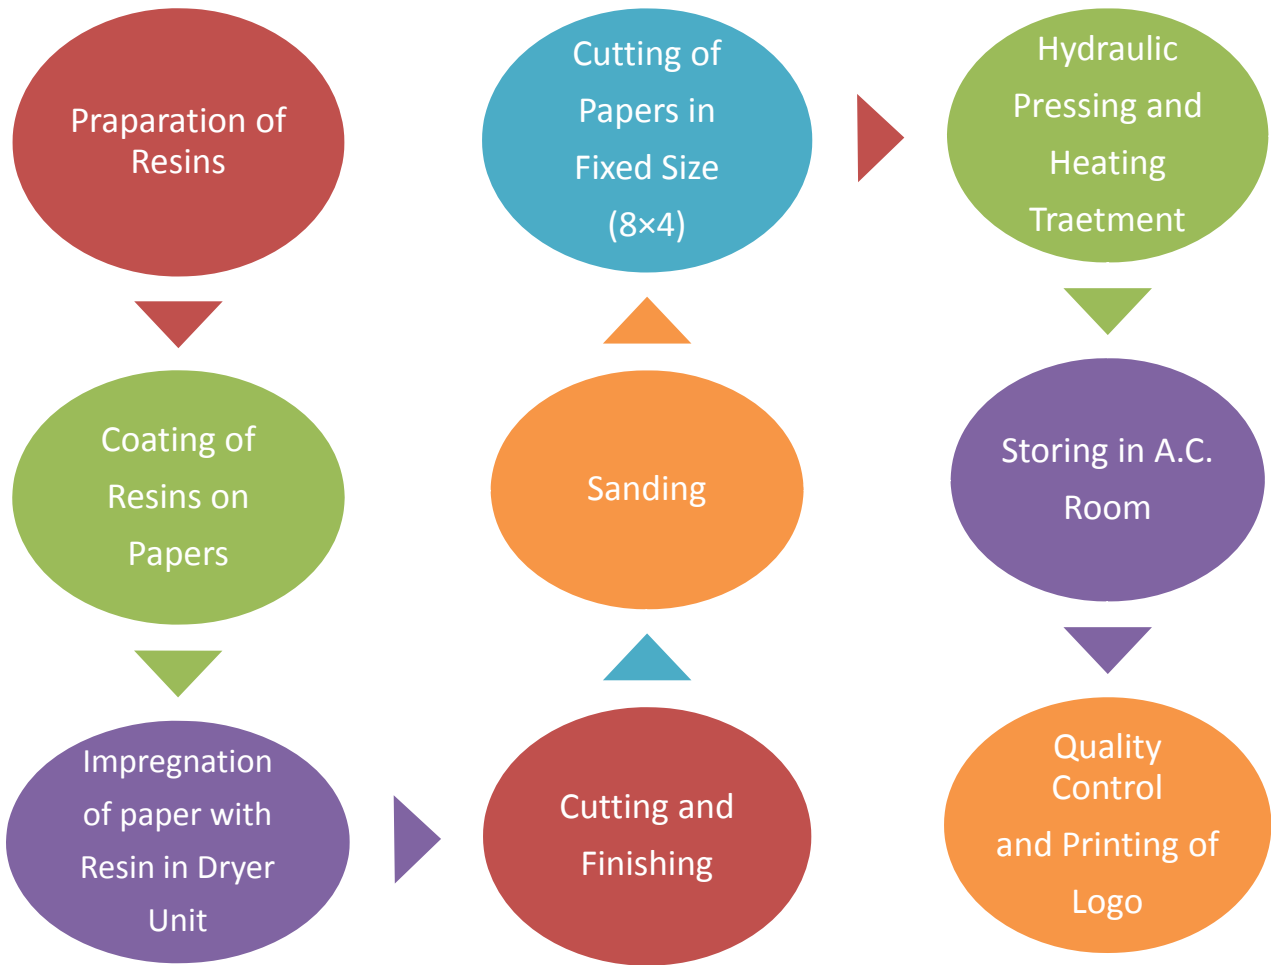 Praparation of
Resins
Coating of
Resins on
Papers
Impregnation
of paper with
Resin in Dryer
Unit
Cutting and
Finishing
Sanding
Cutting of
Papers in
Fixed Size
(8×4)
Hydraulic
Pressing and
Heating
Traetment
Storing in A.C.
Room
Quality
Control
and Printing of
Logo